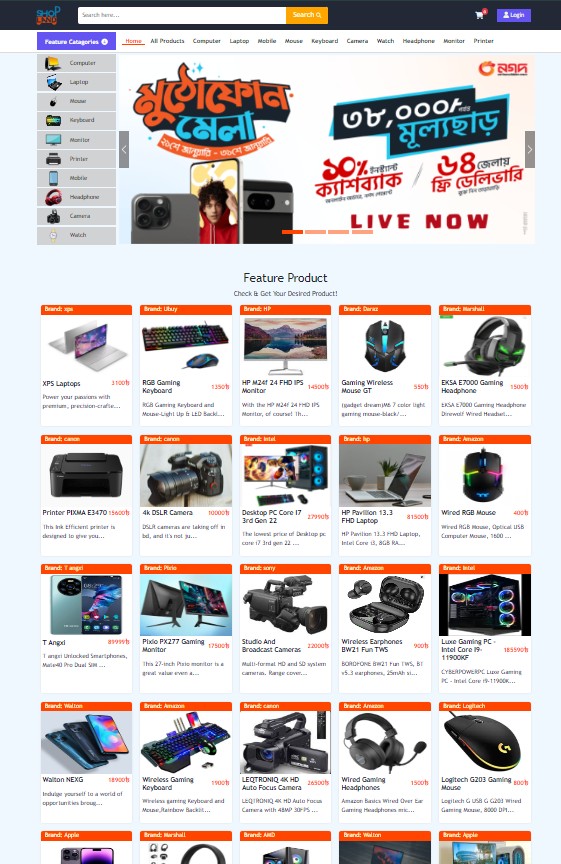 SHOP
Search here...
Search
0
Login
Feature Categories
Home All Products Computer Laptop Mobile Mouse Keyboard Camera Watch Headphone Monitor Printer
Computer
Laptop
Mouse
Keyboard
Monitor
Printer
Mobile
Headphone
Camera
Watch
নগদ
মুঠোফোন
মেলা
৩৮,০০০৳
মূল্যছাড়
১০%
ক্যাশব্যাক
৬৪ জেলায়
ফ্রি ডেলিভারি
LIVE NOW
Feature Product
Check & Get Your Desired Product!
Brand: xps
XPS Laptops
3100৳
Power your passions with
premium, precision-crafte...
Brand: Ubuy
RGB Gaming
Keyboard
1350৳
RGB Gaming Keyboard and
Mouse-Light Up & LED Backl...
Brand: HP
HP M24f 24 FHD IPS
Monitor
14500৳
With the HP M24f 24 FHD IPS
Monitor, of course! Th...
Brand: Daraz
Gaming Wireless
Mouse GT
550৳
(gadget dream)M6 7 color light
gaming mouse-black/ ...
Brand: Marshall
EKSA E7000 Gaming
Headphone
1500৳
EKSA E7000 Gaming Headphone
Direwolf Wired Headset...
Brand: canon
Printer PIXMA E3470
15600৳
This Ink Efficient printer is
designed to give you...
Brand: canon
4k DSLR Camera
10000৳
DSLR cameras are taking off in
bd, and it's not ju...
Brand: intel
Desktop PC Core I7
3rd Gen 22
27990৳
The lowest price of Desktop pc
core i7 3rd gen 22 ...
Brand: hp
HP Pavilion 13.3
FHD Laptop
81500৳
HP Pavilion 13.3 FHD Laptop,
Intel Core i3, 8GB RA...
Brand: Amazon
Wired RGB Mouse
400৳
Wired RGB Mouse, Optical USB
Computer Mouse, 1600 ...
Brand: T angxi
T Angxi
89999৳
T angxi Unlocked Smartphones,
Mate40 Pro Dual SIM ...
Brand: Pixio
Pixio PX277 Gaming
Monitor
17500৳
This 27-inch Pixio monitor is a
great value even a...
Brand: sony
Studio And
Broadcast Cameras
22000৳
Multi-format HD and SD system
cameras. Range cove...
Brand: Amazon
Wireless Earphones
BW21 Fun TWS
900৳
BOROFONE BW21 Fun TWS, BT
v5.3 earphones, 25mAh si...
Brand: Intel
Luxe Gaming PC -
Intel Core I9-
11900KF
185590৳
CYBERPOWERPC Luxe Gaming
PC - Intel Core i9-11900K...
Brand: Walton
Walton NEXG
18900৳
Indulge yourself to a world of
opportunities broug...
Brand: Amazon
Wireless Gaming
Keyboard
1900৳
Wireless gaming Keyboard and
Mouse,Rainbow Backlit...
Brand: canon
LEQTRONIQ 4K HD
Auto Focus Camera
26500৳
LEQTRONIQ 4K HD Auto Focus
Camera with 48MP 30FPS ...
Brand: Amazon
Wired Gaming
Headphones
1500৳
Amazon Basics Wired Over Ear
Gaming Headphones mic...
Brand: Logitech
Logitech G203 Gaming
Mouse
800৳
Logitech G USB G G203 Wired
Gaming Mouse, 8000 DPI...
Brand: Apple
Brand: Marshall
Brand: AMD
Brand: Walton
Brand: Apple